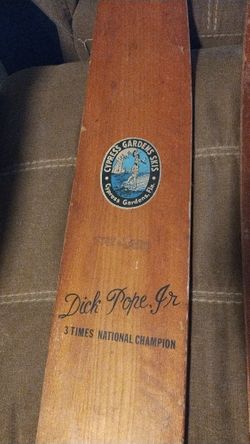 CYPRESS GARDENS SKIS
Cypress Gardens, Fla.
Dick Pope, Jr
3 TIMES NATIONAL CHAMPION